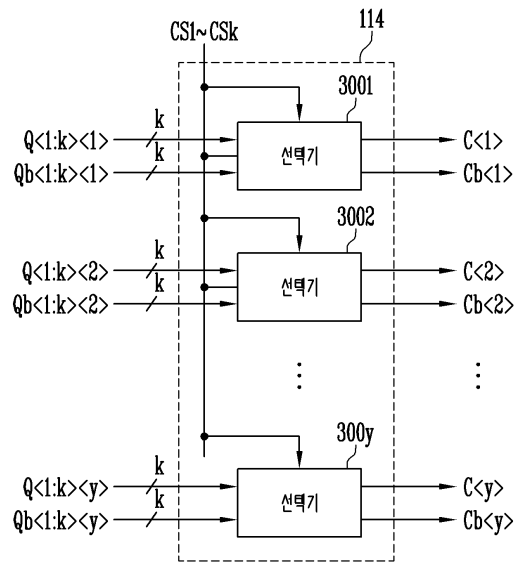 CS1~CSk
114
3001
Q<1:k><1>
k
선택기
C<1>
Qb<1:k><1>
k
Cb<1>
3002
Q<1:k><2>
k
선택기
C<2>
Qb<1:k><2>
k
Cb<2>
300y
Q<1:k><y>
k
선택기
C<y>
Qb<1:k><y>
k
Cb<y>